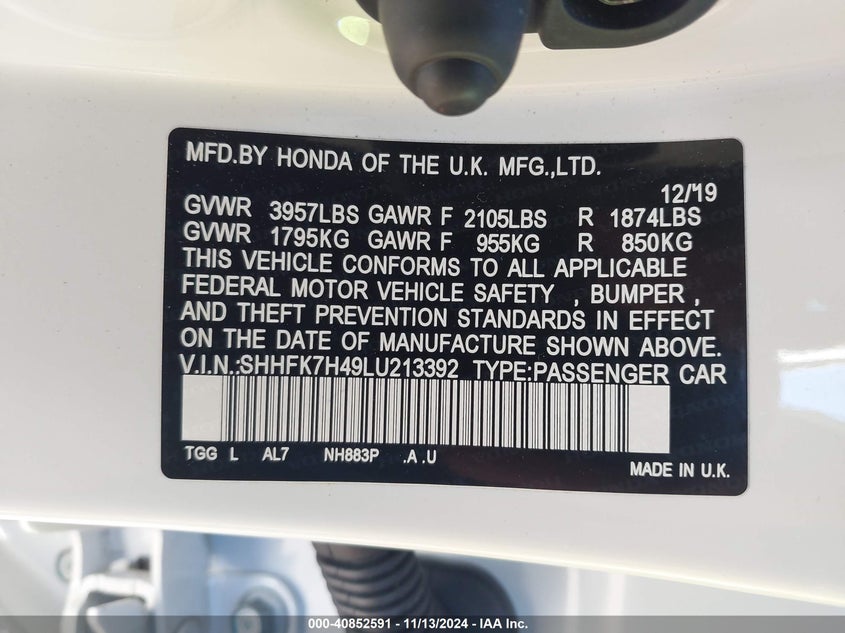 MFD.BY HONDA OF THE U.K. MFG.,LTD.
12/19
GVWR 3957LBS GAWR F 2105LBS R 1874LBS
GVWR 1795KG GAWR F 955KG R 850KG
THIS VEHICLE CONFORMS TO ALL APPLICABLE
FEDERAL MOTOR VEHICLE SAFETY , BUMPER ,
AND THEFT PREVENTION STANDARDS IN EFFECT
ON THE DATE OF MANUFACTURE SHOWN ABOVE.
V.I.N.:SHHFK7H49LU213392 TYPE:PASSENGER CAR
TGG L AL7 NH883P .A .U
MADE IN U.K.
000-40852591 - 11/13/2024 - IAA Inc.